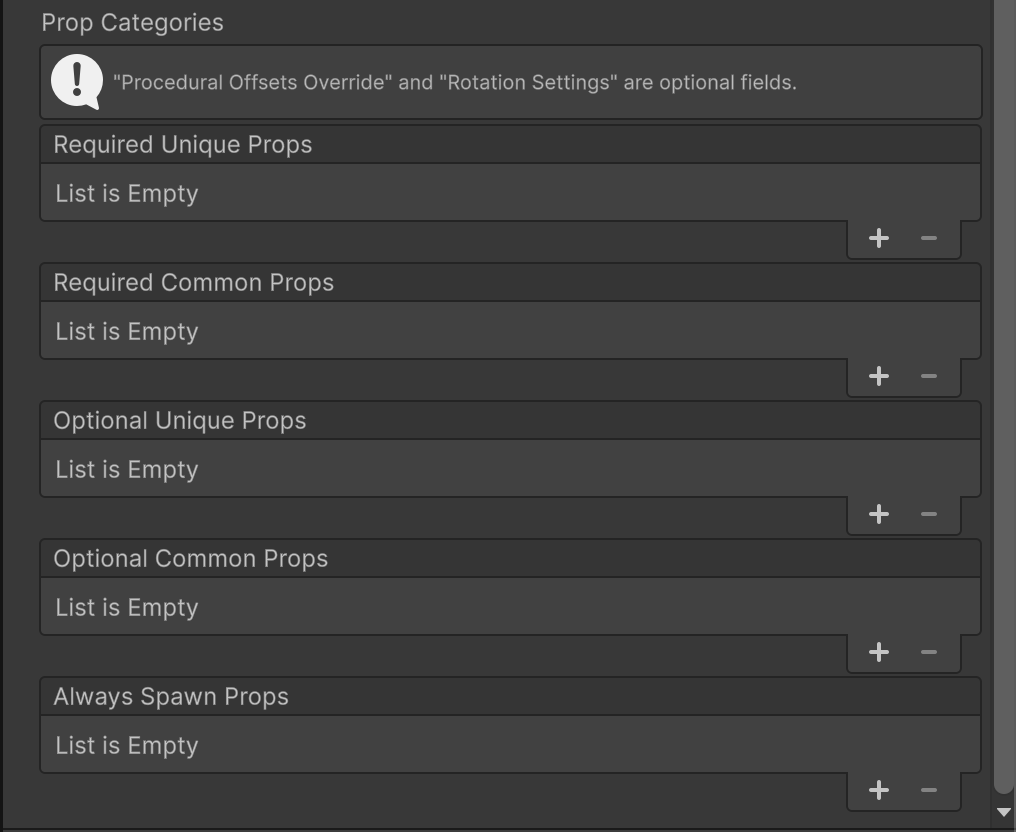 Prop Categories
"Procedural Offsets Override" and "Rotation Settings" are optional fields.
Required Unique Props
List is Empty
Required Common Props
List is Empty
Optional Unique Props
List is Empty
Optional Common Props
List is Empty
Always Spawn Props
List is Empty